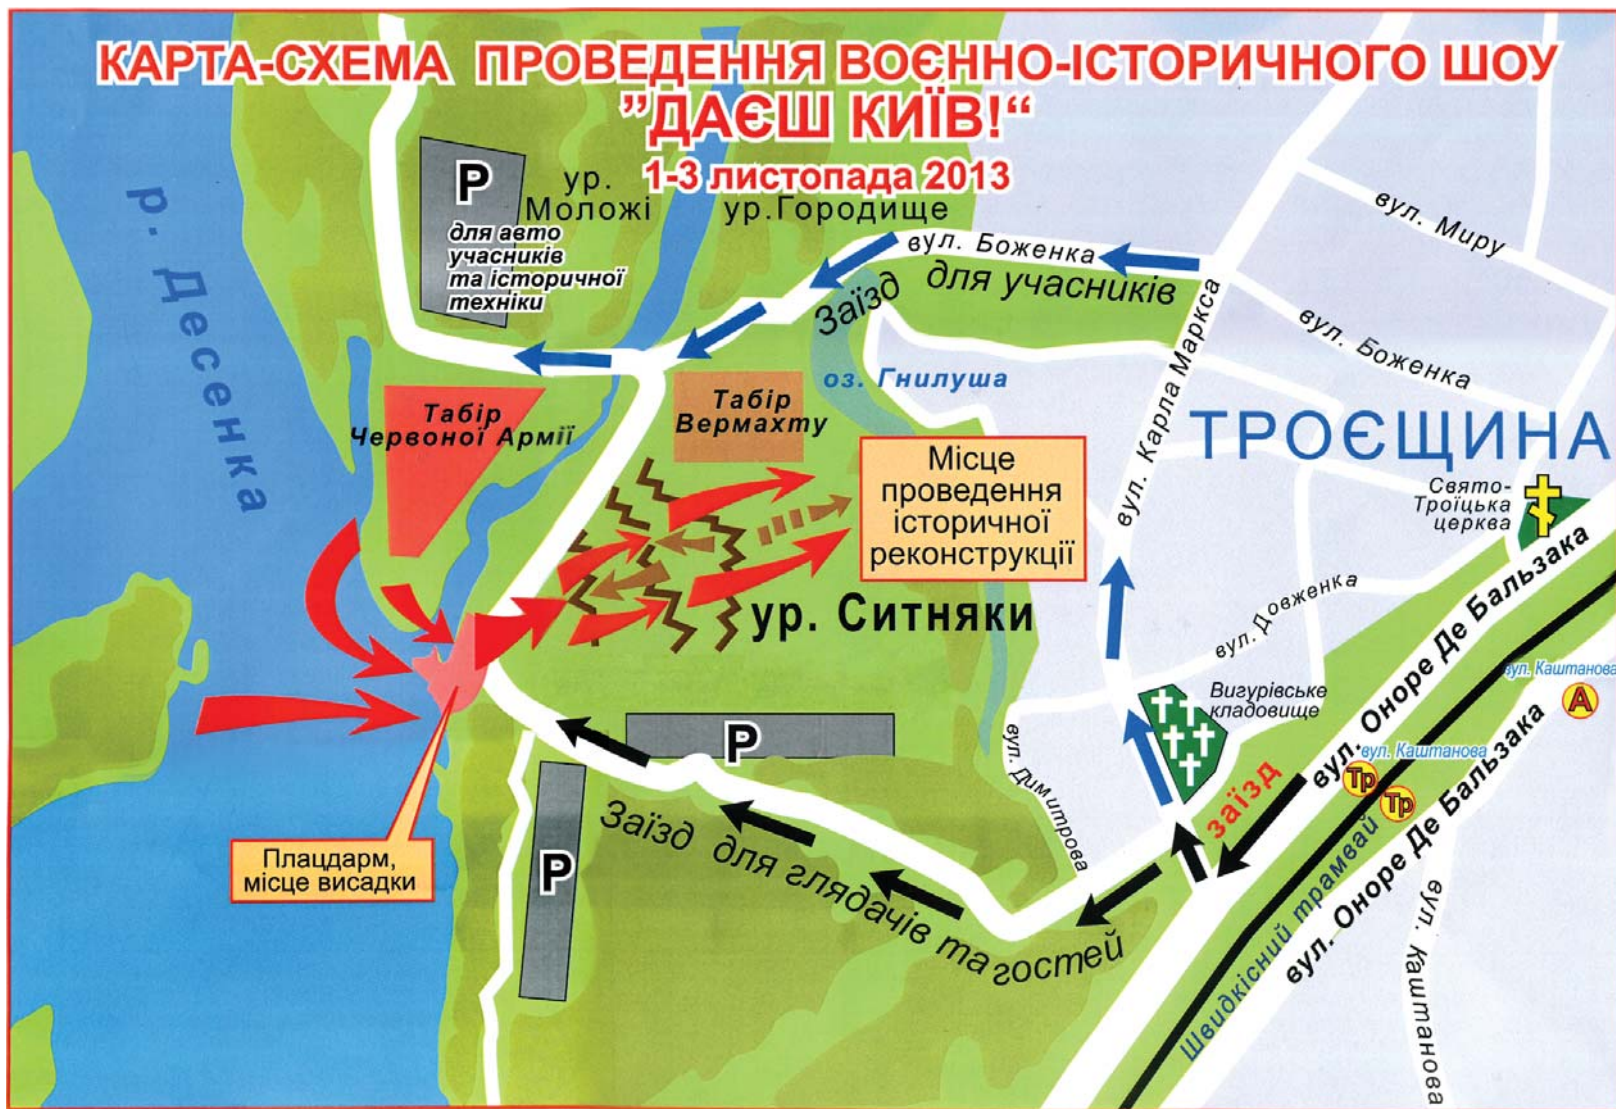 КАРТА-СХЕМА ПРОВЕДЕННЯ ВОЄННО-ІСТОРИЧНОГО ШОУ
”ДАЄШ КИЇВ!“
1-3 листопада 2013
р. Десенка
P
для авто
учасників
та історичної
техніки
ур.
Моложі
ур.Городище
вул. Боженка
Заїзд для учасників
вул. Миру
вул. Боженка
вул. Карла Маркса
оз. Гнилуша
Табір
Червоної Армії
Табір
Вермахту
Місце
проведення
історичної
реконструкції
ТРОЄЩИНА
Свято-
Троїцька
церква
ур. Ситняки
вул. Довженка
Вигурівське
кладовище
вул. Димитрова
вул. Оноре Де Бальзака
вул. Каштанова
А
вул. Каштанова
Тр
Тр
заїзд
P
P
Плацдарм,
місце висадки
Заїзд для глядачів та гостей
Швидкісний трамвай
вул. Оноре Де Бальзака
вул. Каштанова